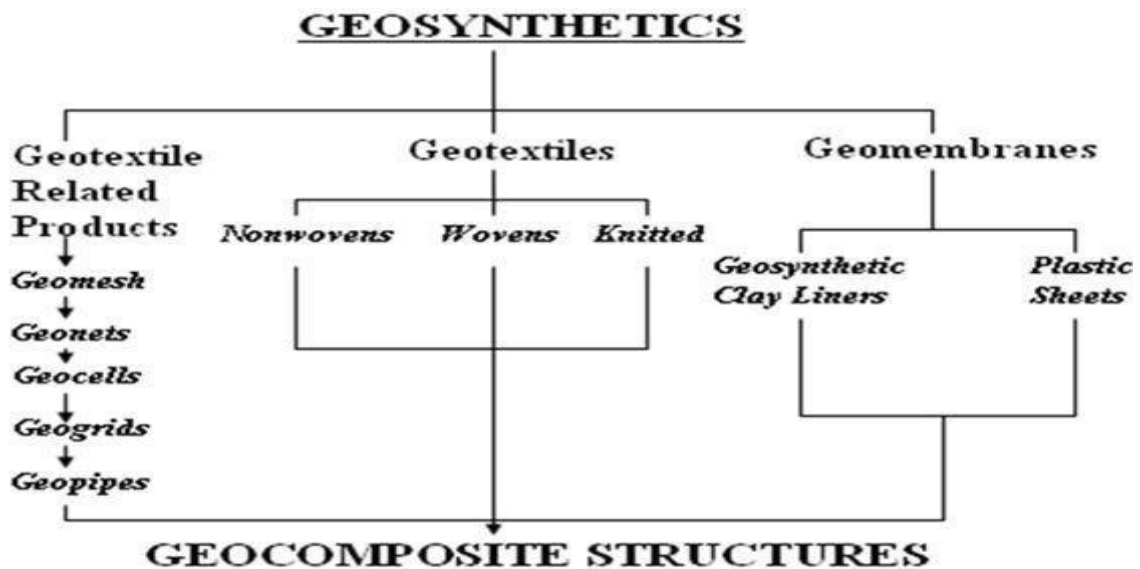 GEOSYNTHETICS
Geotextile
Related
Products
Geotextiles
Geomembranes
Nonwovens
Wovens
Knitted
Geosynthetic
Clay Liners
Plastic
Sheets
Geomesh
Geonets
Geocells
Geogrids
Geopipes
GEOCOMPOSITE STRUCTURES